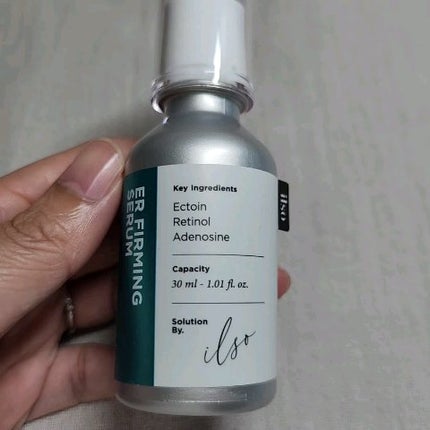 ER FIRMING
SERUM
Key Ingredients
Ectoin
Retinol
Adenosine
Capacity
30 ml - 1.01 fl. oz.
Solution
By.
ilso
ilso